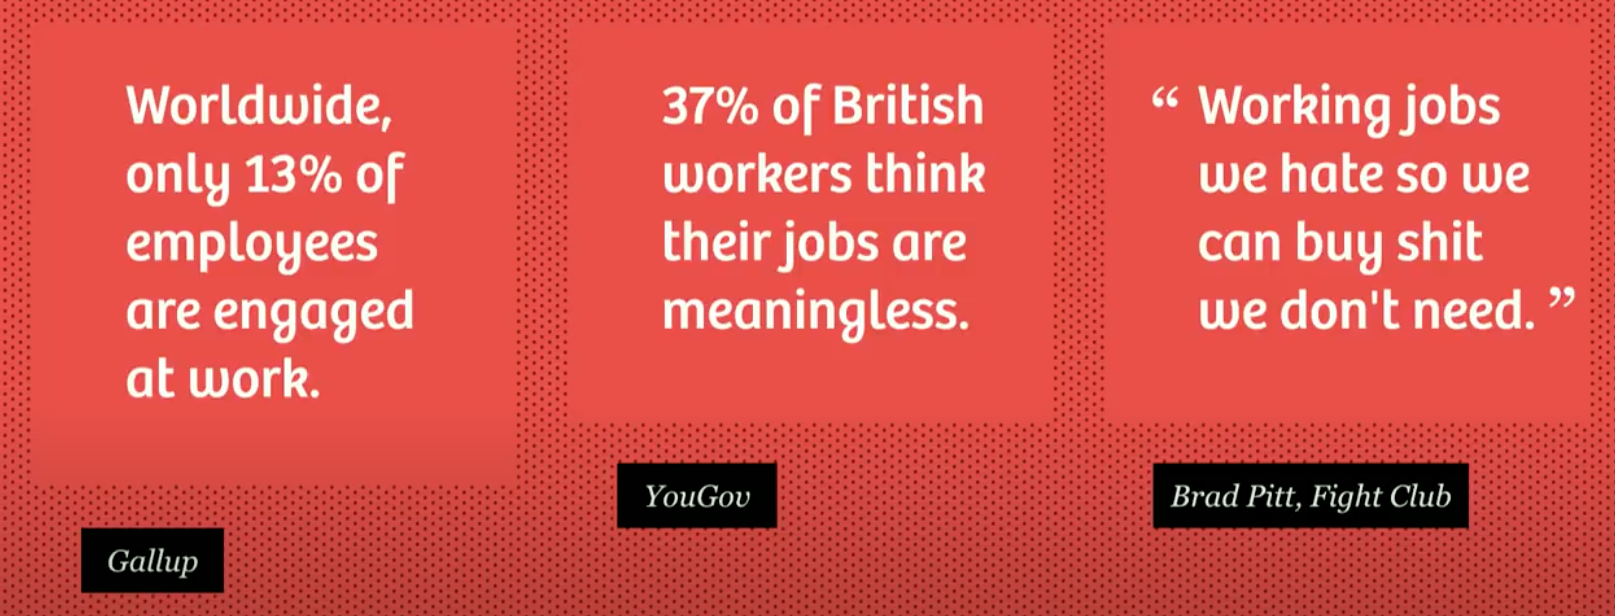 Worldwide,
only 13% of
employees
are engaged
at work.
Gallup
37% of British
workers think
their jobs are
meaningless.
YouGov
“ Working jobs
we hate so we
can buy shit
we don't need. ”
Brad Pitt, Fight Club